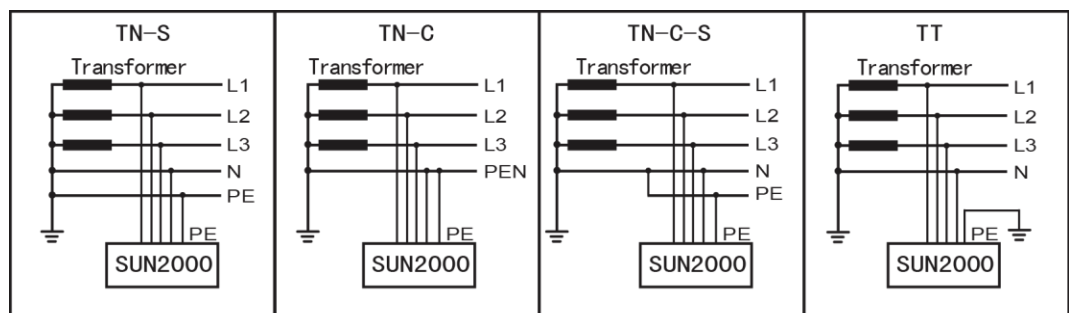 TN-S
Transformer
L1
L2
L3
N
PE
PE
SUN2000
TN-C
Transformer
L1
L2
L3
PEN
PE
SUN2000
TN-C-S
Transformer
L1
L2
L3
N
PE
PE
SUN2000
TT
Transformer
L1
L2
L3
N
PE
SUN2000